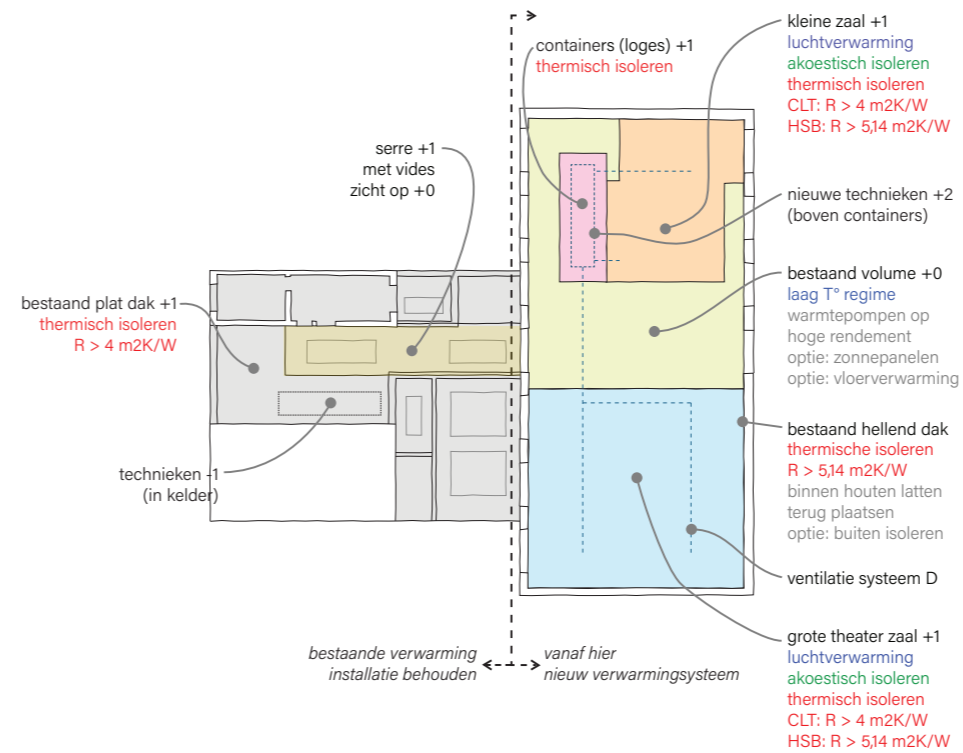 containers (loges) +1
thermisch isoleren
kleine zaal +1
luchtverwarming
akoestisch isoleren
thermisch isoleren
CLT: R > 4 m2K/W
HSB: R > 5,14 m2K/W
serre +1
met vides
zicht op +0
nieuwe technieken +2
(boven containers)
bestaand plat dak +1
thermisch isoleren
R > 4 m2K/W
bestaand volume +0
laag T° regime
warmtepompen op
hoge rendement
optie: zonnepanelen
optie: vloerverwarming
bestaand hellend dak
thermische isoleren
R > 5,14 m2K/W
binnen houten latten
terug plaatsen
optie: buiten isoleren
technieken -1
(in kelder)
ventilatie systeem D
grote theater zaal +1
luchtverwarming
akoestisch isoleren
thermisch isoleren
CLT: R > 4 m2K/W
HSB: R > 5,14 m2K/W
bestaande verwarming
installatie behouden
vanaf hier
nieuw verwarmingsysteem